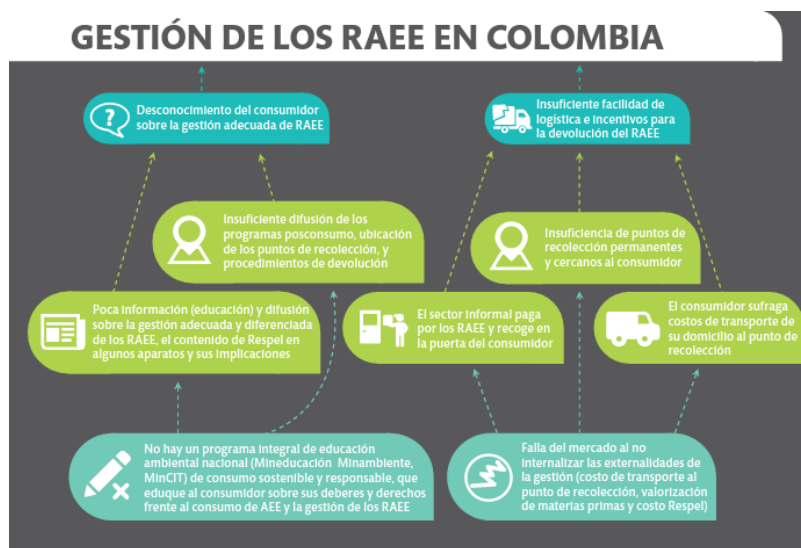 GESTIÓN DE LOS RAEE EN COLOMBIA
?
Desconocimiento del consumidor
sobre la gestión adecuada de RAEE
Insuficiente facilidad de
logística e incentivos para
la devolución del RAEE
Insuficiente difusión de los
programas posconsumo, ubicación
de los puntos de recolección, y
procedimientos de devolución
Insuficiencia de puntos de
recolección permanentes
y cercanos al consumidor
Poca información (educación) y difusión
sobre la gestión adecuada y diferenciada
de los RAEE, el contenido de Respel en
algunos aparatos y sus implicaciones
El sector informal paga
por los RAEE y recoge en
la puerta del consumidor
El consumidor sufraga
costos de transporte de
su domicilio al punto de
recolección
No hay un programa integral de educación
ambiental nacional (Mineducación Minambiente,
MinCIT) de consumo sostenible y responsable, que
eduque al consumidor sobre sus deberes y derechos
frente al consumo de AEE y la gestión de los RAEE
Falla del mercado al no
internalizar las externalidades de
la gestión (costo de transporte al
punto de recolección, valorización
de materias primas y costo Respel)